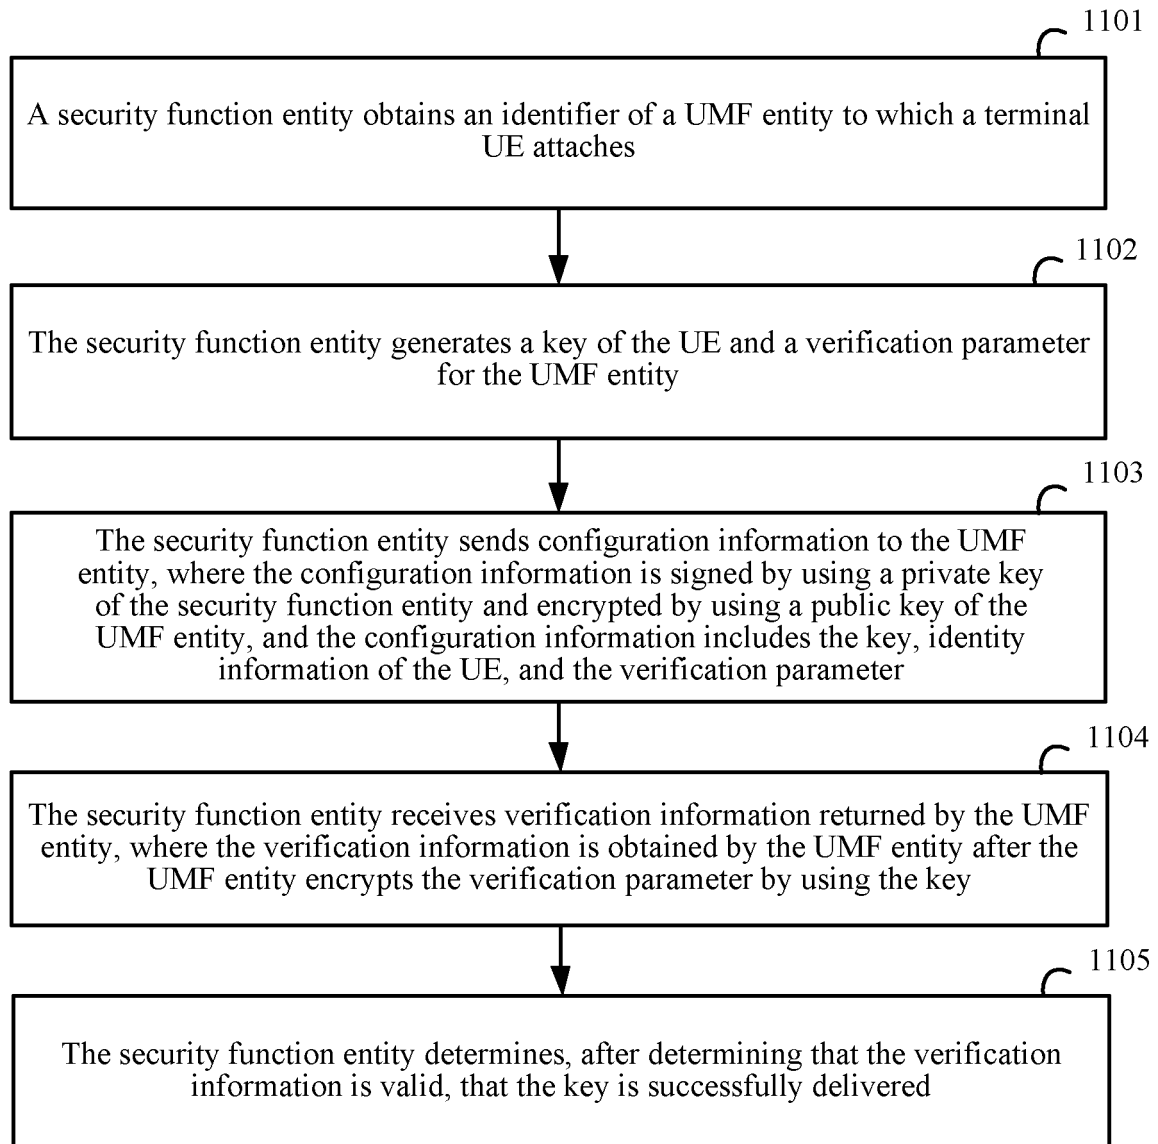 1101
A security function entity obtains an identifier of a UMF entity to which a terminal
UE attaches
1102
The security function entity generates a key of the UE and a verification parameter
for the UMF entity
1103
The security function entity sends configuration information to the UMF
entity, where the configuration information is signed by using a private key
of the security function entity and encrypted by using a public key of the
UMF entity, and the configuration information includes the key, identity
information of the UE, and the verification parameter
1104
The security function entity receives verification information returned by the UMF
entity, where the verification information is obtained by the UMF entity after the
UMF entity encrypts the verification parameter by using the key
1105
The security function entity determines, after determining that the verification
information is valid, that the key is successfully delivered